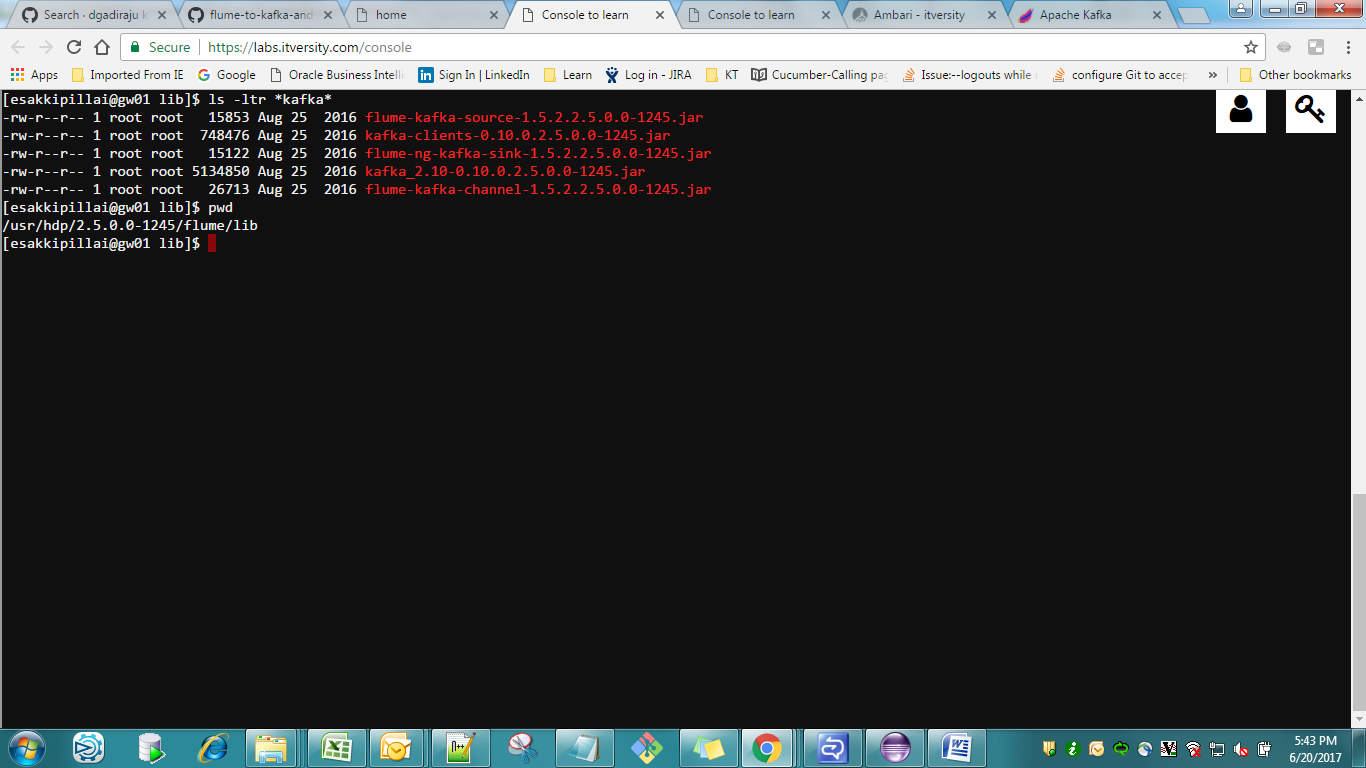 Search · dgadiraju k
flume-to-kafka-and
home
Console to learn
Console to learn
Ambari - itversity
Apache Kafka
Secure
https://labs.itversity.com/console
Apps
Imported From IE
Google
Oracle Business Intelli
Sign In | LinkedIn
Learn
Log in - JIRA
KT
Cucumber-Calling pag
Issue:--logouts while
configure Git to accep
»
Other bookmarks
[esakkipillai@gw01 lib]$ ls -ltr *kafka*
-rw-r--r-- 1 root root   15853 Aug 25  2016 flume-kafka-source-1.5.2.2.5.0.0-1245.jar
-rw-r--r-- 1 root root  748476 Aug 25  2016 kafka-clients-0.10.0.2.5.0.0-1245.jar
-rw-r--r-- 1 root root   15122 Aug 25  2016 flume-ng-kafka-sink-1.5.2.2.5.0.0-1245.jar
-rw-r--r-- 1 root root 5134850 Aug 25  2016 kafka_2.10-0.10.0.2.5.0.0-1245.jar
-rw-r--r-- 1 root root   26713 Aug 25  2016 flume-kafka-channel-1.5.2.2.5.0.0-1245.jar
[esakkipillai@gw01 lib]$ pwd
/usr/hdp/2.5.0.0-1245/flume/lib
[esakkipillai@gw01 lib]$
5:43 PM
6/20/2017